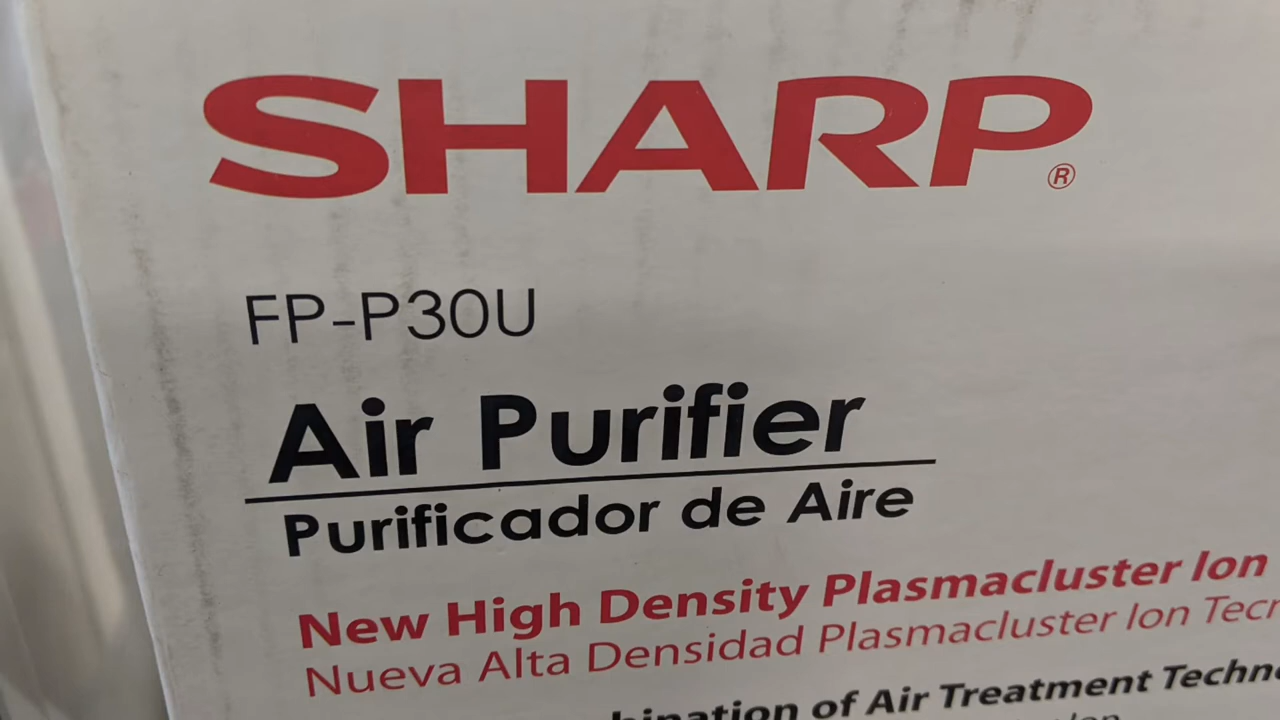 SHARP®
FP-P30U
Air Purifier
Purificador de Aire
New High Density Plasmacluster Ion
Nueva Alta Densidad Plasmacluster Ion
of Air Treatment